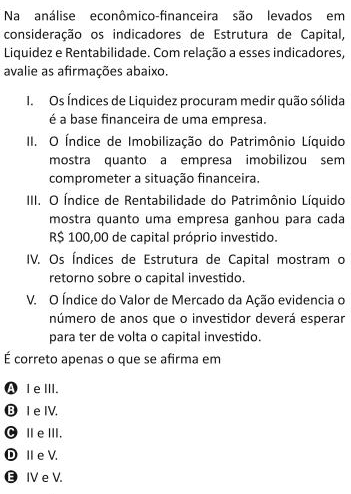 Na análise econômico-financeira são levados em
consideração os indicadores de Estrutura de Capital,
Liquidez e Rentabilidade. Com relação a esses indicadores,
avalie as afirmações abaixo.
I. Os Índices de Liquidez procuram medir quão sólida
é a base financeira de uma empresa.
II. O Índice de Imobilização do Patrimônio Líquido
mostra quanto a empresa imobilizou sem
comprometer a situação financeira.
III. O Índice de Rentabilidade do Patrimônio Líquido
mostra quanto uma empresa ganhou para cada
R$ 100,00 de capital próprio investido.
IV. Os Índices de Estrutura de Capital mostram o
retorno sobre o capital investido.
V. O Índice do Valor de Mercado da Ação evidencia o
número de anos que o investidor deverá esperar
para ter de volta o capital investido.
É correto apenas o que se afirma em
A I e III.
B I e IV.
C II e III.
D II e V.
E IV e V.